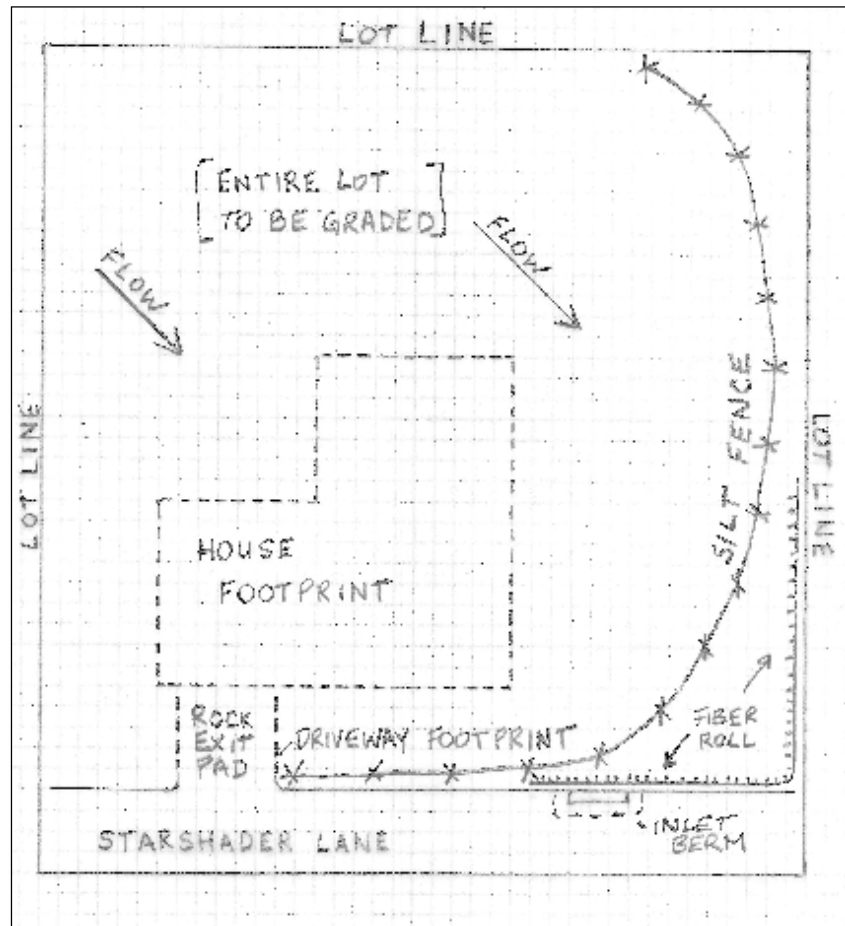 LOT LINE
ENTIRE LOT
TO BE GRADED
FLOW
FLOW
LOT LINE
SILT FENCE
LOT LINE
HOUSE
FOOTPRINT
ROCK
EXIT
PAD
DRIVEWAY FOOTPRINT
FIBER
ROLL
INLET
BERM
STARSHADER LANE